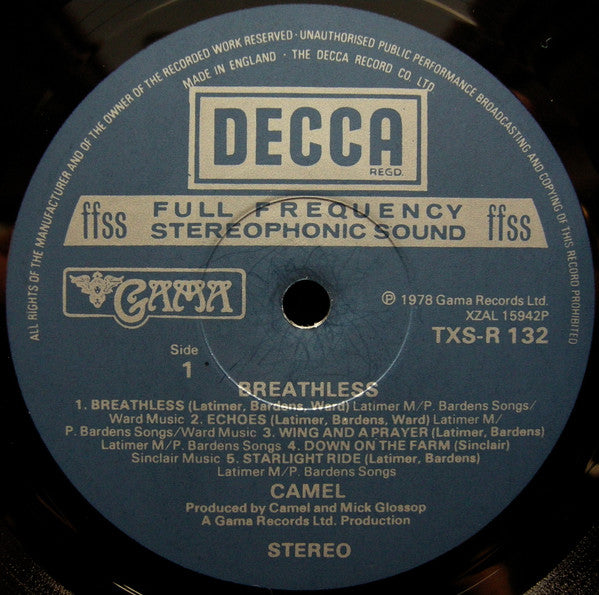 ALL RIGHTS OF THE MANUFACTURER AND OF THE OWNER OF THE RECORDED WORK RESERVED · UNAUTHORISED PUBLIC PERFORMANCE BROADCASTING AND COPYING OF THIS RECORD PROHIBITED
MADE IN ENGLAND · THE DECCA RECORD CO. LTD.
DECCA
REGD.
ffss FULL FREQUENCY ffss
STEREOPHONIC SOUND
GAMA
℗ 1978 Gama Records Ltd.
XZAL 15942P
TXS-R 132
Side
1
BREATHLESS
1. BREATHLESS (Latimer, Bardens, Ward) Latimer M/P. Bardens Songs/
Ward Music 2. ECHOES (Latimer, Bardens, Ward) Latimer M/
P. Bardens Songs/Ward Music 3. WING AND A PRAYER (Latimer, Bardens)
Latimer M/P. Bardens Songs 4. DOWN ON THE FARM (Sinclair)
Sinclair Music 5. STARLIGHT RIDE (Latimer, Bardens)
Latimer M/P. Bardens Songs
CAMEL
Produced by Camel and Mick Glossop
A Gama Records Ltd. Production
STEREO